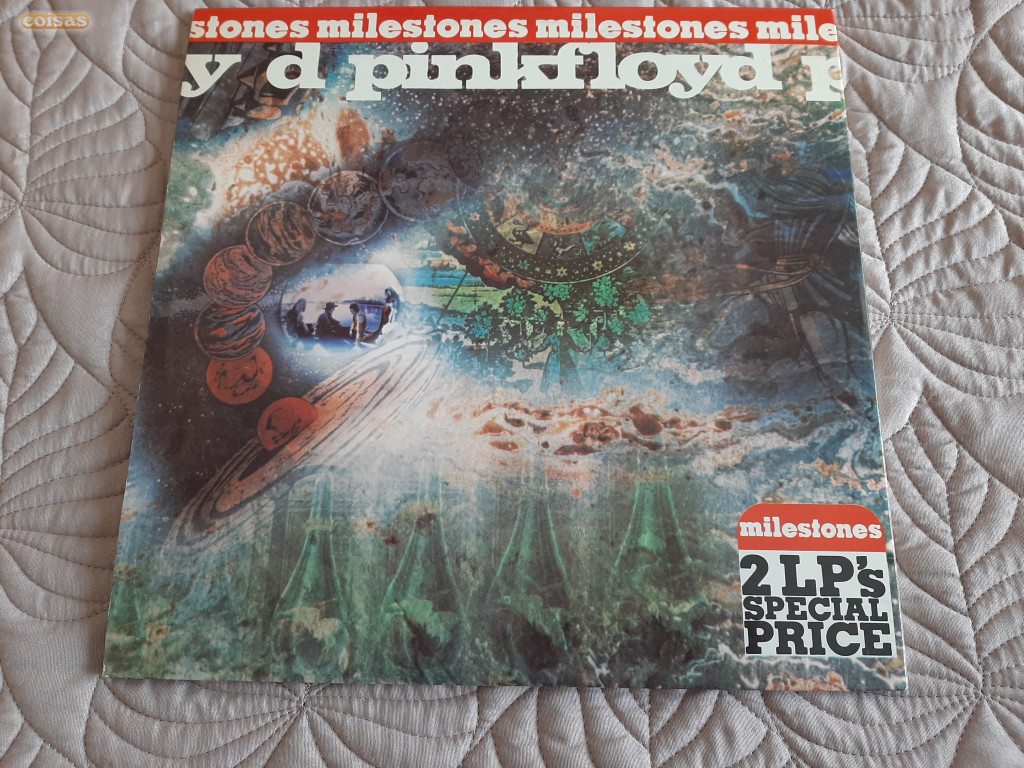 coisas
stones milestones milestones mile
y d pinkfloyd p
milestones
2 LP's
SPECIAL
PRICE